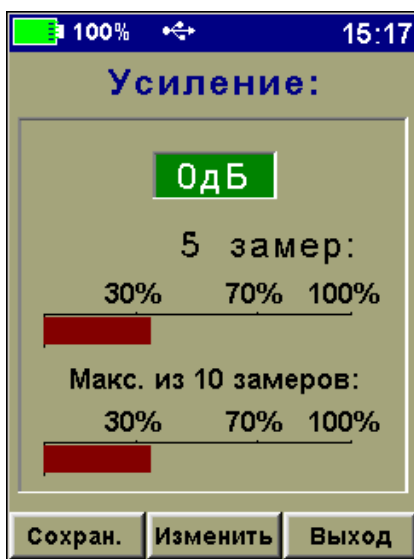 100% 15:17
Усиление:
0дБ
5 замер:
30% 70% 100%
Макс. из 10 замеров:
30% 70% 100%
Сохран. Изменить Выход